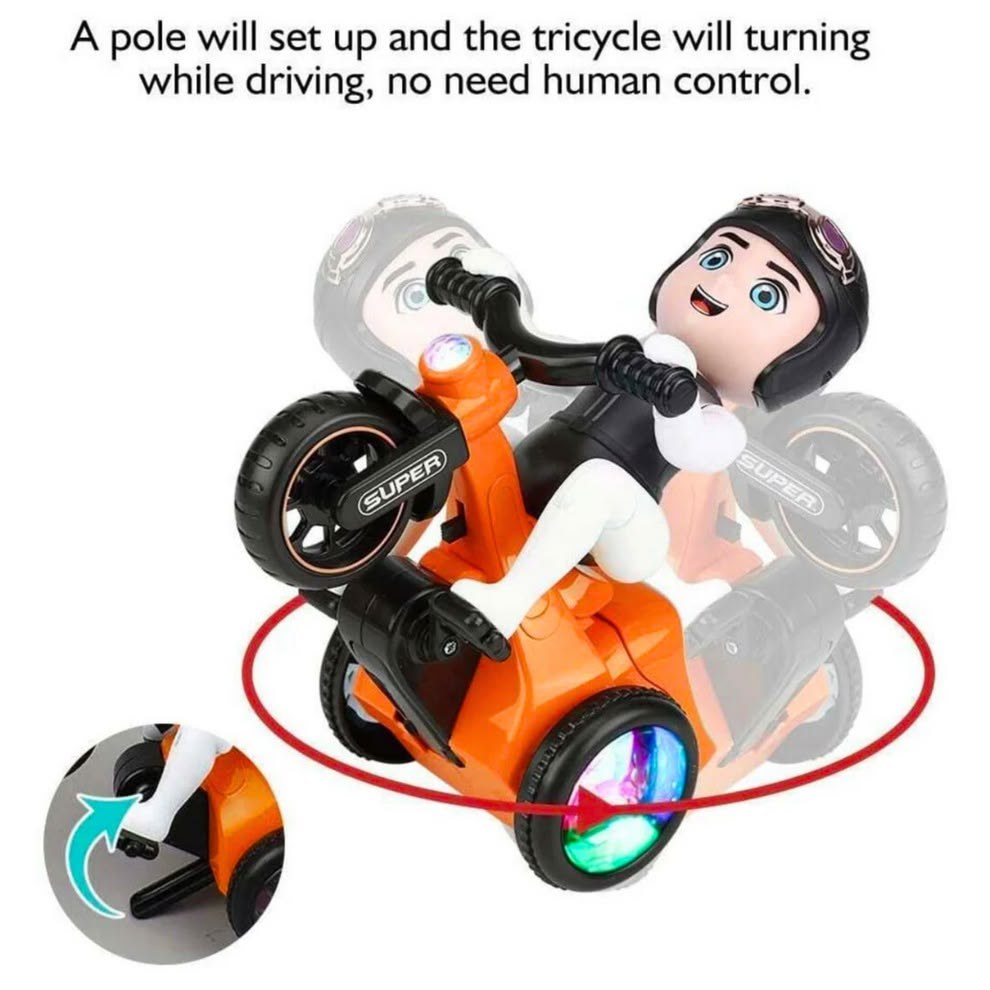 A pole will set up and the tricycle will turning
while driving, no need human control.
SUPER
SUPER